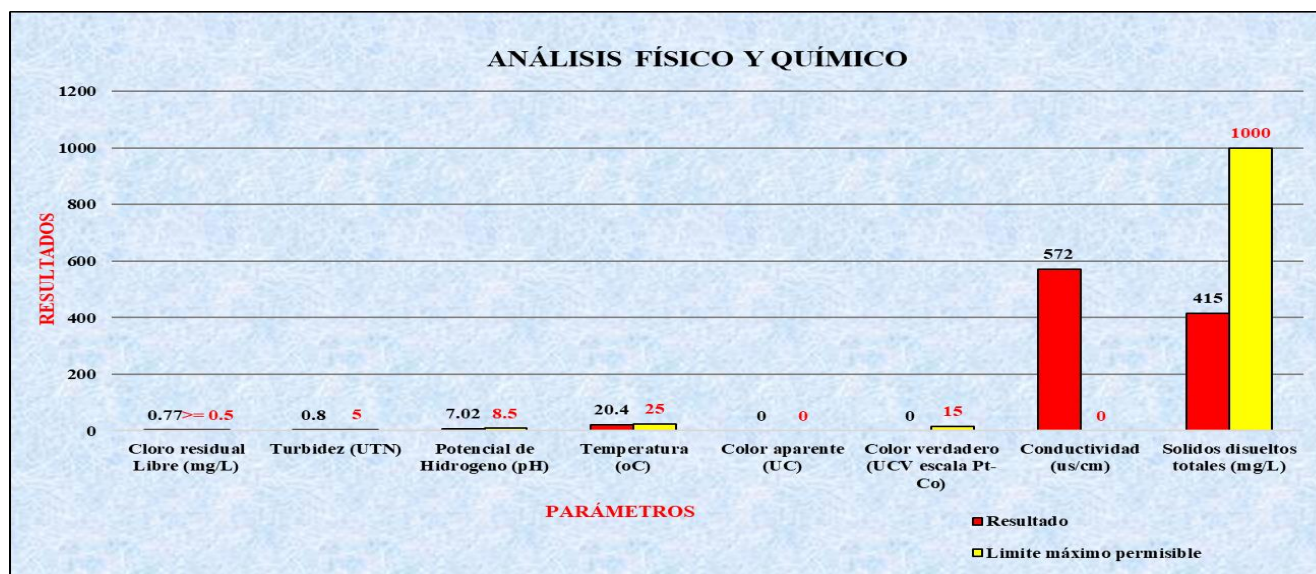 ANÁLISIS FÍSICO Y QUÍMICO
1200
1000
800
600
400
200
0
RESULTADOS
0.77 >= 0.5
0.8 5
7.02 8.5
20.4 25
0 0
0 15
572 0
415 1000
Cloro residual
Libre (mg/L)
Turbidez (UTN)
Potencial de
Hidrogeno (pH)
Temperatura
(oC)
Color aparente
(UC)
Color verdadero
(UCV escala Pt-
Co)
Conductividad
(us/cm)
Solidos disueltos
totales (mg/L)
PARÁMETROS
Resultado
Limite máximo permisible